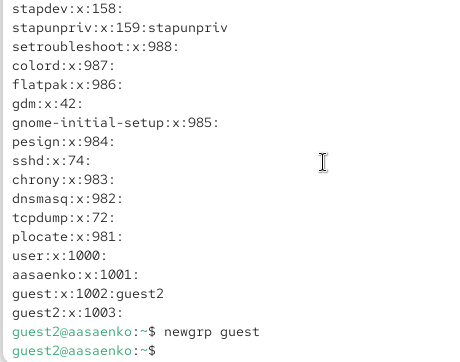 stapdev:x:158:
stapunpriv:x:159:stapunpriv
setroubleshoot:x:988:
colord:x:987:
flatpak:x:986:
gdm:x:42:
gnome-initial-setup:x:985:
pesign:x:984:
sshd:x:74:
chrony:x:983:
dnsmasq:x:982:
tcpdump:x:72:
plocate:x:981:
user:x:1000:
aasaenko:x:1001:
guest:x:1002:guest2
guest2:x:1003:
guest2@aasaenko:~$ newgrp guest
guest2@aasaenko:~$